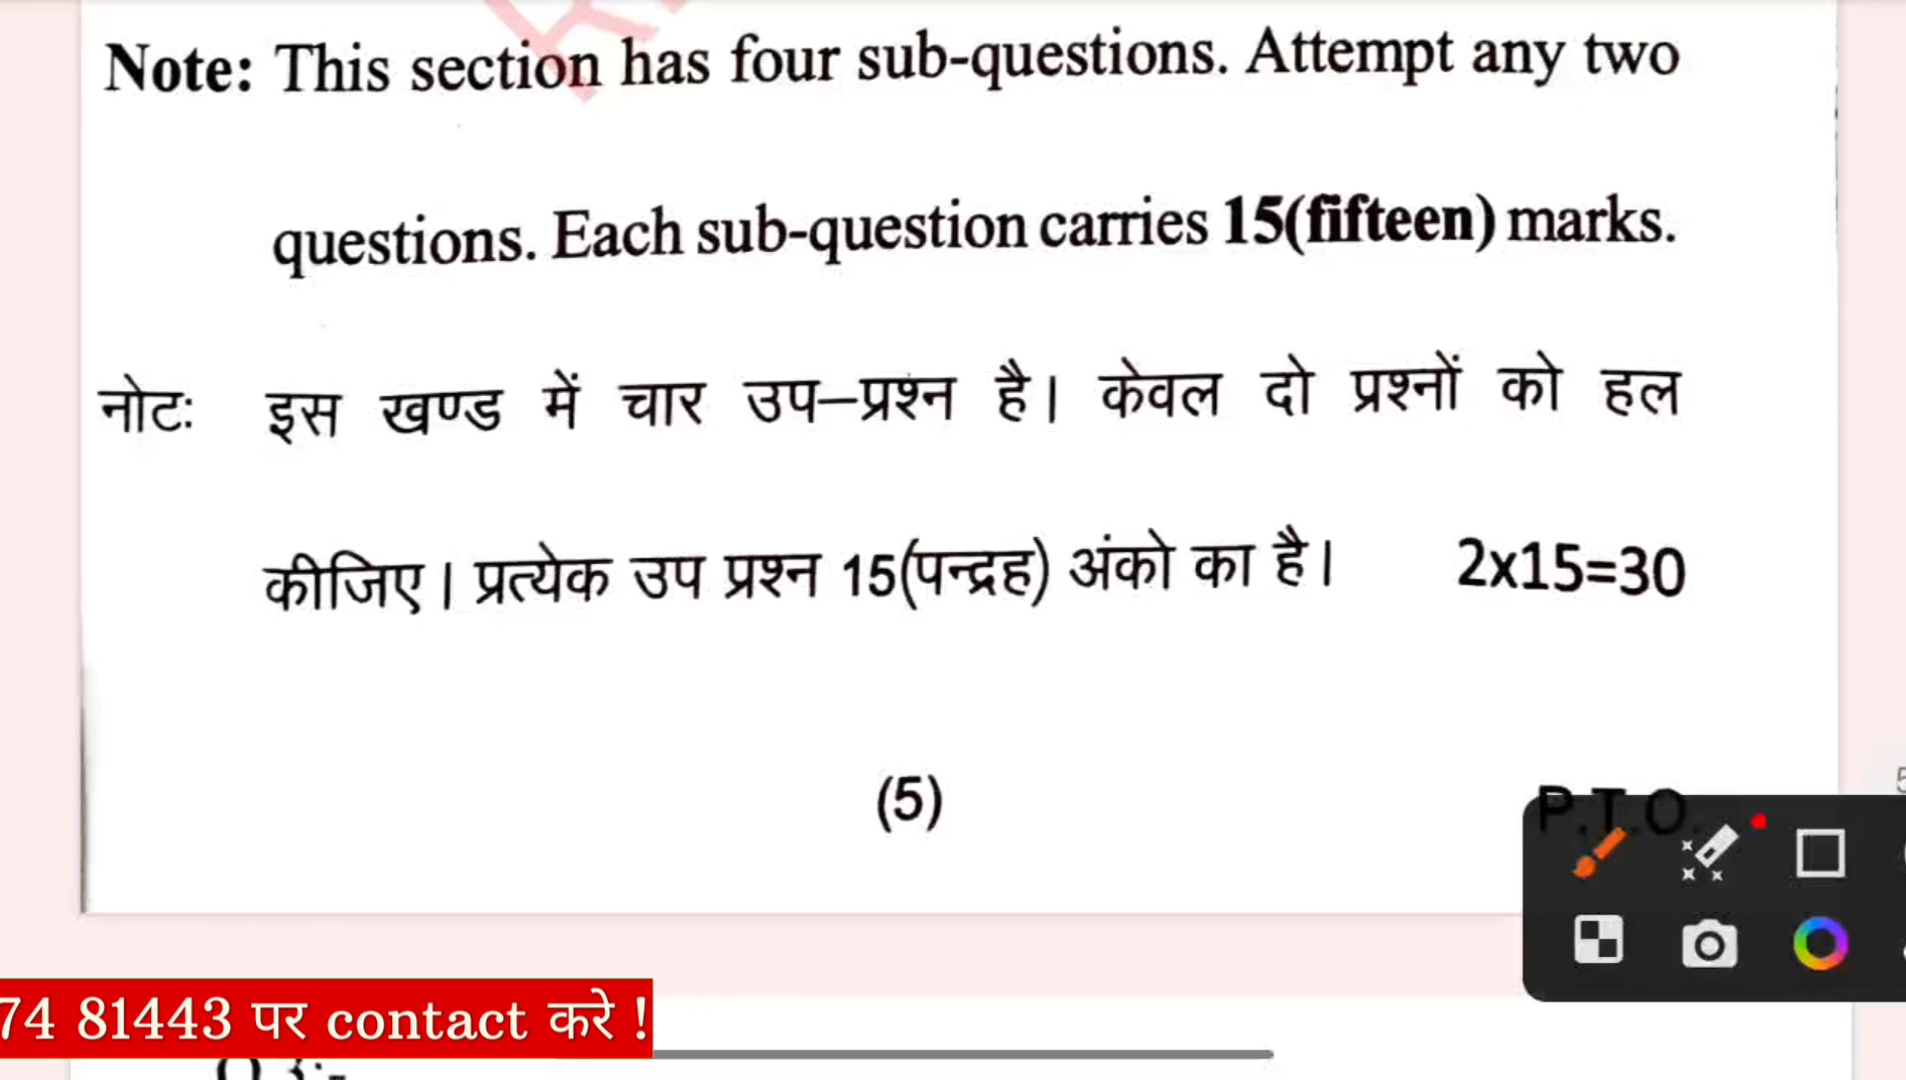 Note: This section has four sub-questions. Attempt any two
questions. Each sub-question carries 15(fifteen) marks.
नोटः इस खण्ड में चार उप–प्रश्न है। केवल दो प्रश्नों को हल
कीजिए। प्रत्येक उप प्रश्न 15(पन्द्रह) अंको का है। 2x15=30
(5)
P.T.O.
74 81443 पर contact करे !